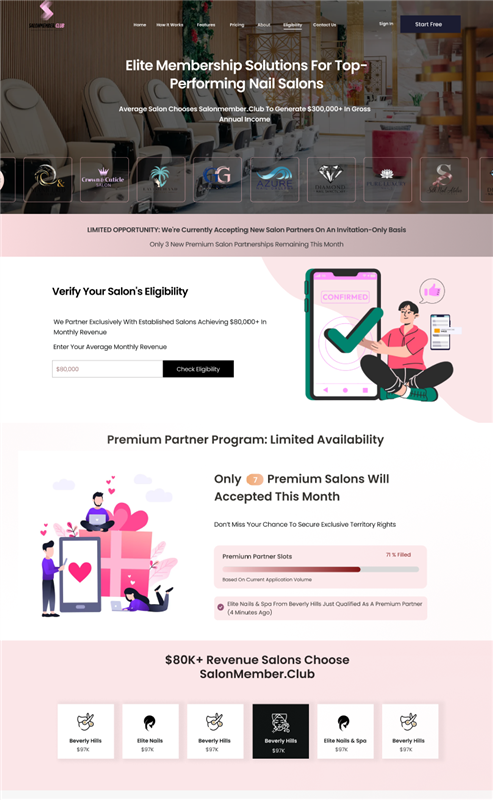 SALONMEMBER.CLUB
Home How It Works Features Pricing About Eligibility Contact Us Sign In Start Free
Elite Membership Solutions For Top-
Performing Nail Salons
Average Salon Chooses Salonmember.Club To Generate $300,000+ In Gross
Annual Income
&
Crown & Cuticle
SALON
GG
AZURE
DIAMOND
LIMITED OPPORTUNITY: We're Currently Accepting New Salon Partners On An Invitation-Only Basis
Only 3 New Premium Salon Partnerships Remaining This Month
Verify Your Salon's Eligibility
We Partner Exclusively With Established Salons Achieving $80,000+ In
Monthly Revenue
Enter Your Average Monthly Revenue
$80,000 Check Eligibility
CONFIRMED
Premium Partner Program: Limited Availability
Only 7 Premium Salons Will
Accepted This Month
Don't Miss Your Chance To Secure Exclusive Territory Rights
Premium Partner Slots 71 % Filled
Based On Current Application Volume
Elite Nails & Spa From Beverly Hills Just Qualified As A Premium Partner
(4 Minutes Ago)
$80K+ Revenue Salons Choose
SalonMember.Club
Beverly Hills Elite Nails Beverly Hills Beverly Hills Elite Nails & Spa Beverly Hills
$97K $97K $97K $97K $97K $97K